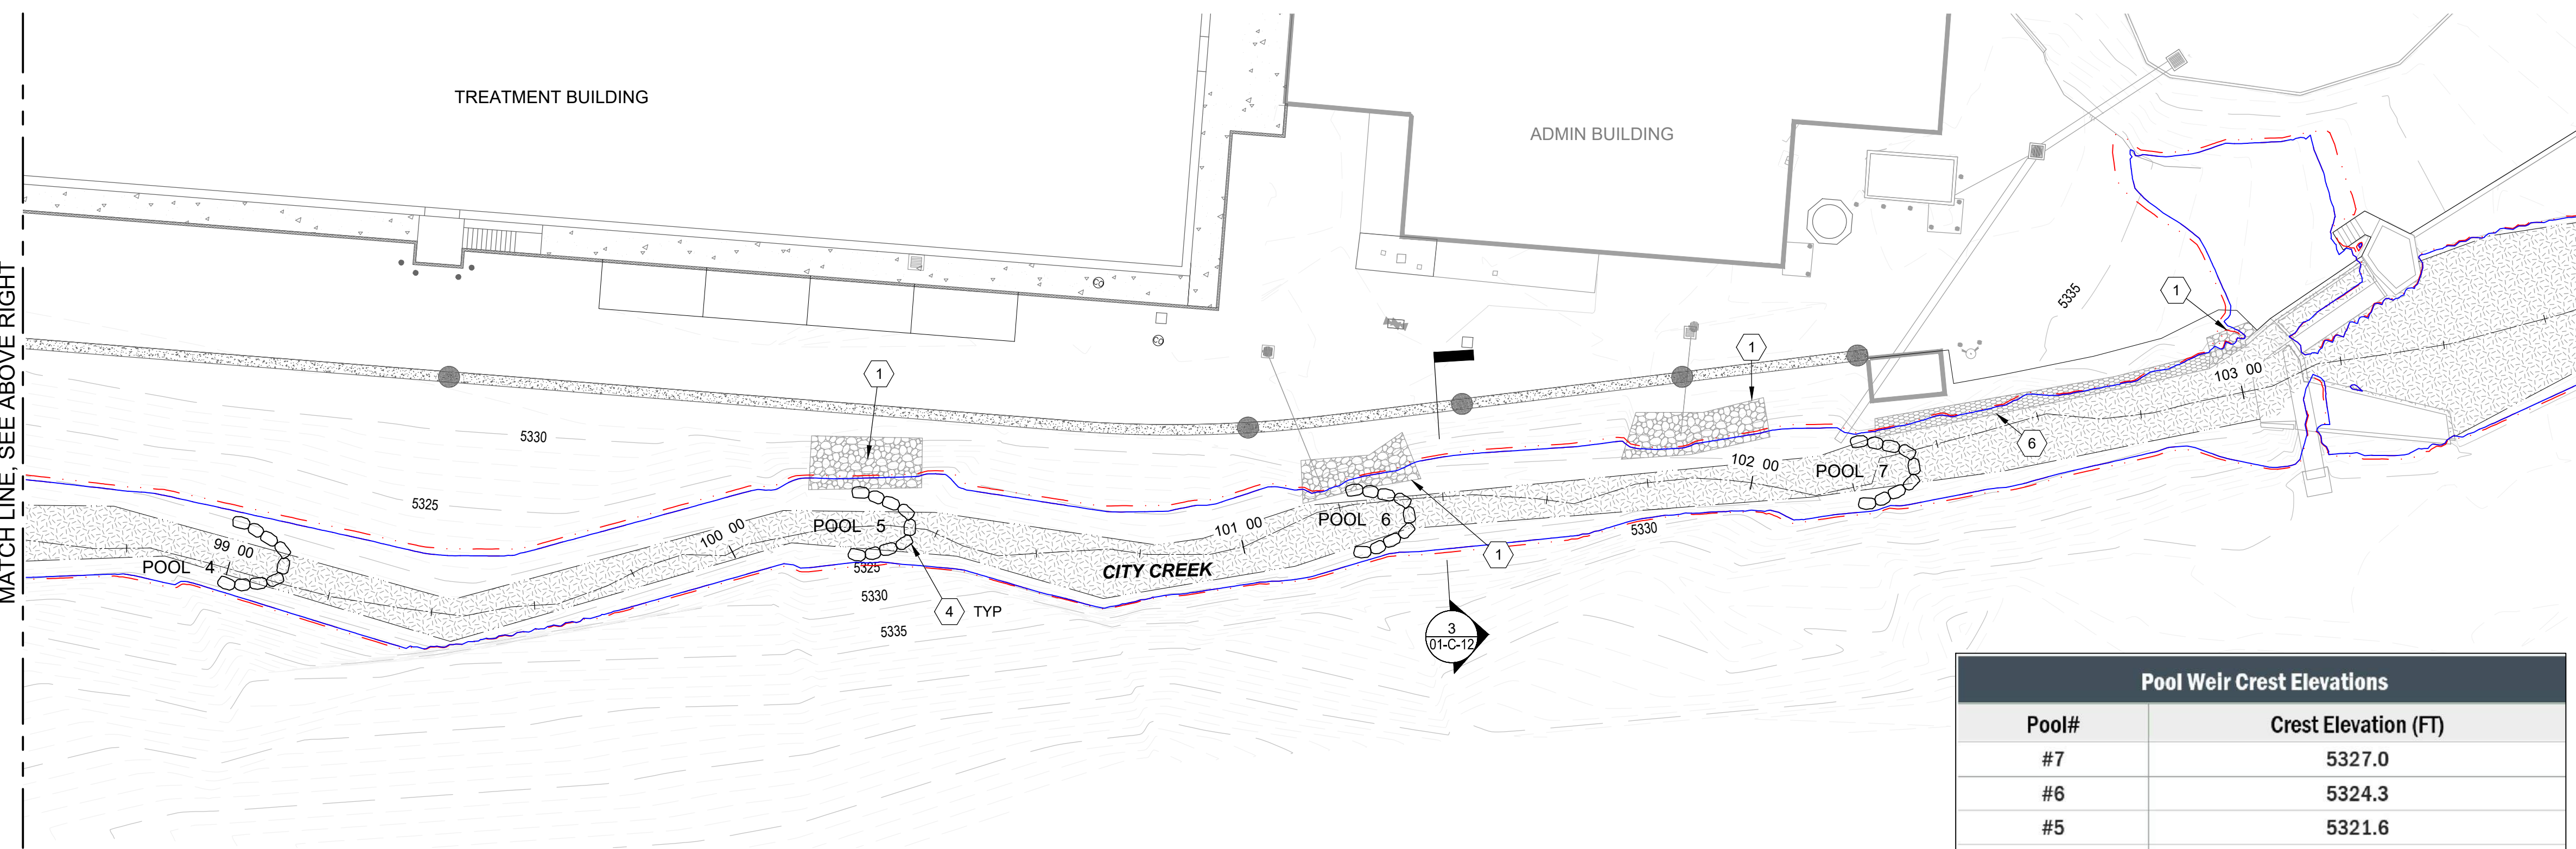 TREATMENT BUILDING
ADMIN BUILDING
MATCH LINE, SEE ABOVE RIGHT
5335
1
1
1
CO
CO
5330
5325
6
103 00
102 00
POOL 7
POOL 6
101 00
POOL 5
100 00
99 00
POOL 4
5330
1
CITY CREEK
5325
5330
4 TYP
5335
3
01-C-12
Pool Weir Crest Elevations
Pool# Crest Elevation (FT)
#7 5327.0
#6 5324.3
#5 5321.6